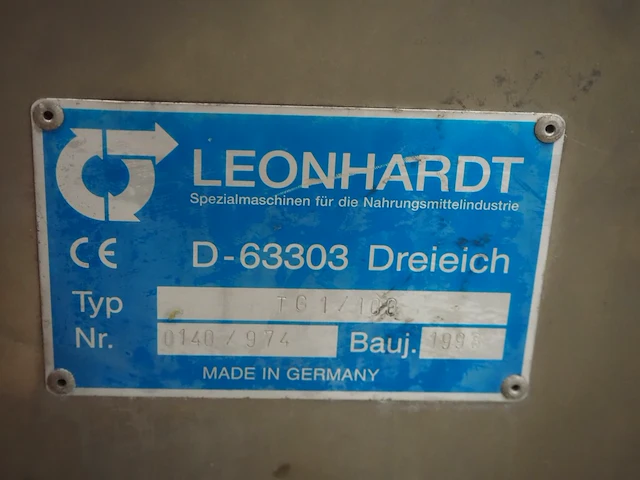 LEONHARDT
Spezialmaschinen für die Nahrungsmittelindustrie
CE
D-63303 Dreieich
Typ
Nr. 0140/974 Bauj.
MADE IN GERMANY